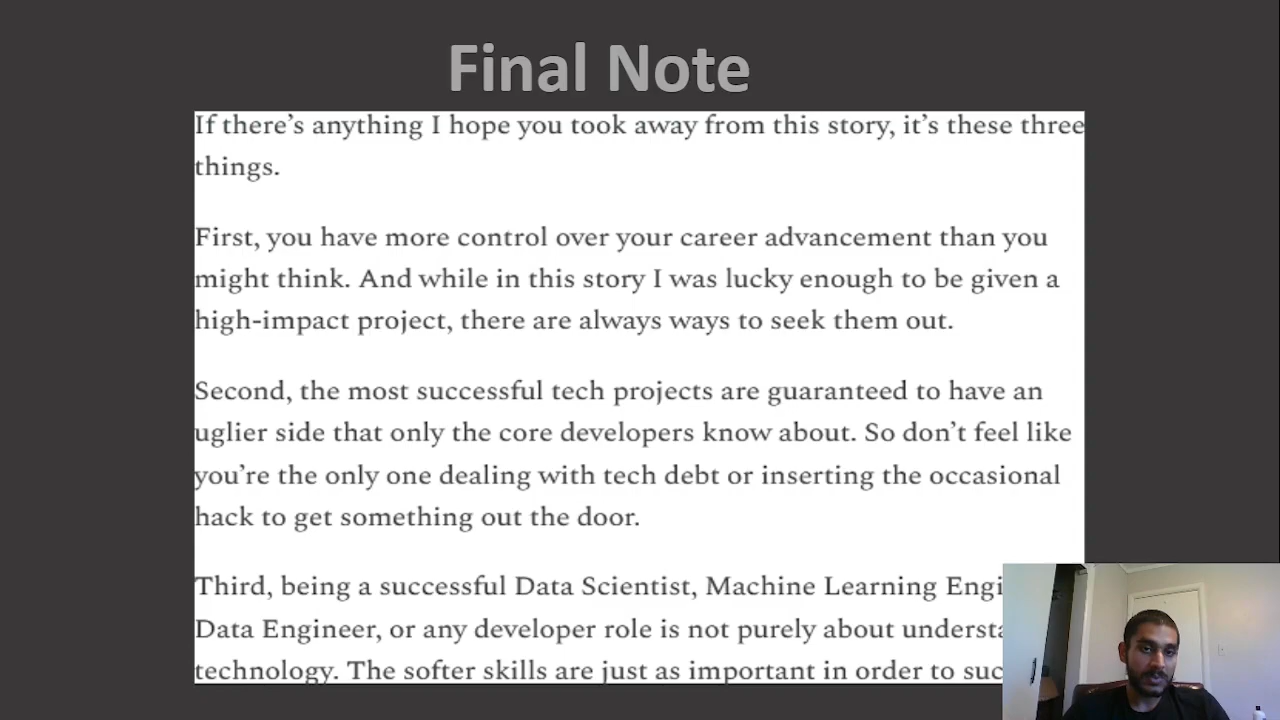 Final Note
If there's anything I hope you took away from this story, it's these three
things.
First, you have more control over your career advancement than you
might think. And while in this story I was lucky enough to be given a
high-impact project, there are always ways to seek them out.
Second, the most successful tech projects are guaranteed to have an
uglier side that only the core developers know about. So don't feel like
you're the only one dealing with tech debt or inserting the occasional
hack to get something out the door.
Third, being a successful Data Scientist, Machine Learning Engi
Data Engineer, or any developer role is not purely about understa
technology. The softer skills are just as important in order to suc